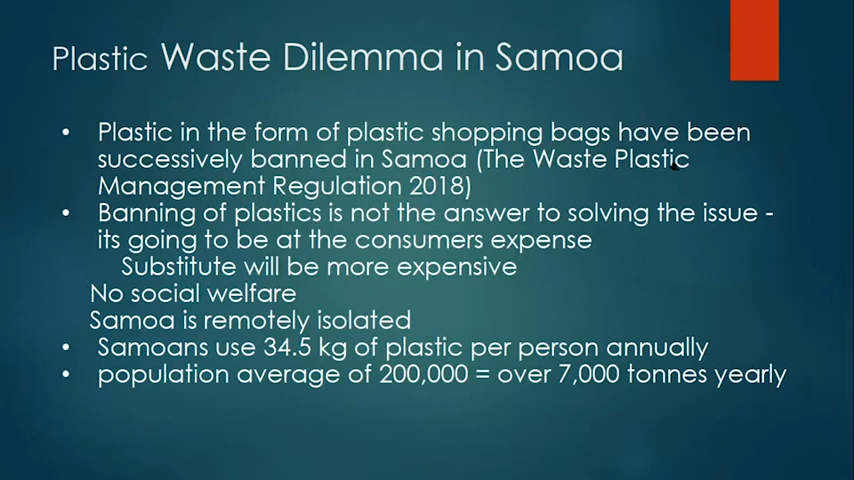 Plastic Waste Dilemma in Samoa
• Plastic in the form of plastic shopping bags have been
successively banned in Samoa (The Waste Plastic
Management Regulation 2018)
• Banning of plastics is not the answer to solving the issue -
its going to be at the consumers expense
Substitute will be more expensive
No social welfare
Samoa is remotely isolated
• Samoans use 34.5 kg of plastic per person annually
• population average of 200,000 = over 7,000 tonnes yearly